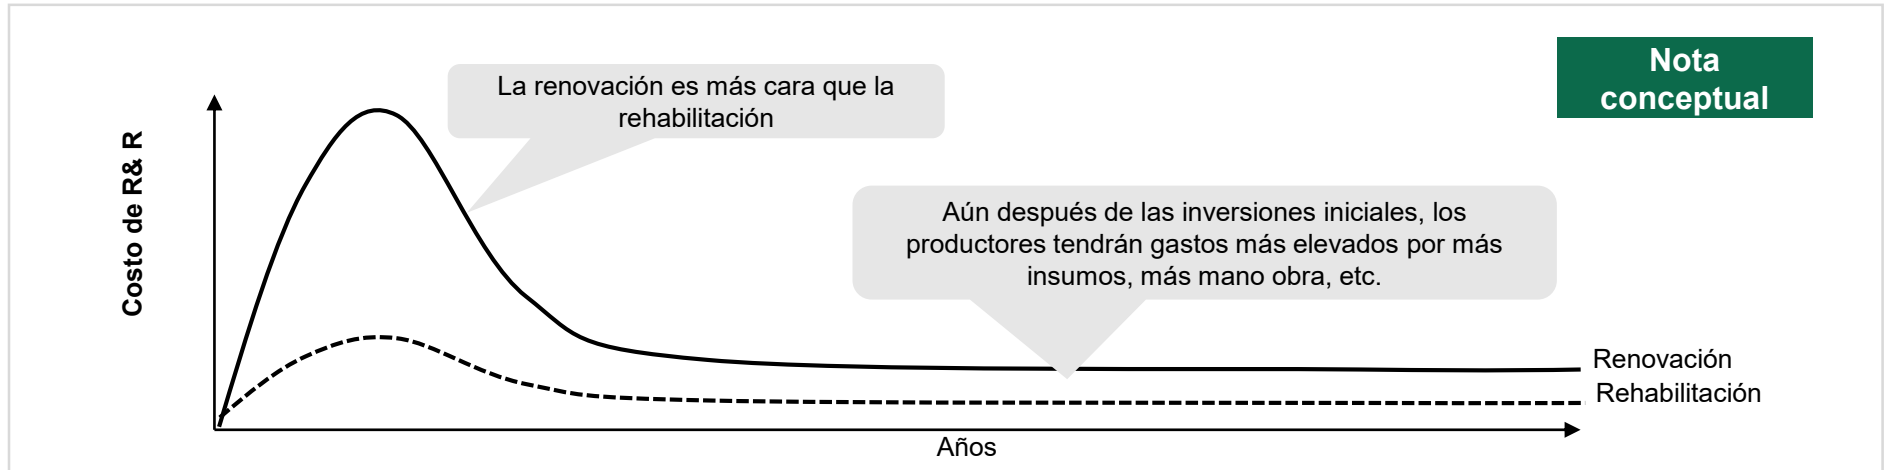 Nota
conceptual
La renovación es más cara que la
rehabilitación
Costo de R& R
Aún después de las inversiones iniciales, los
productores tendrán gastos más elevados por más
insumos, más mano obra, etc.
Renovación
Rehabilitación
Años